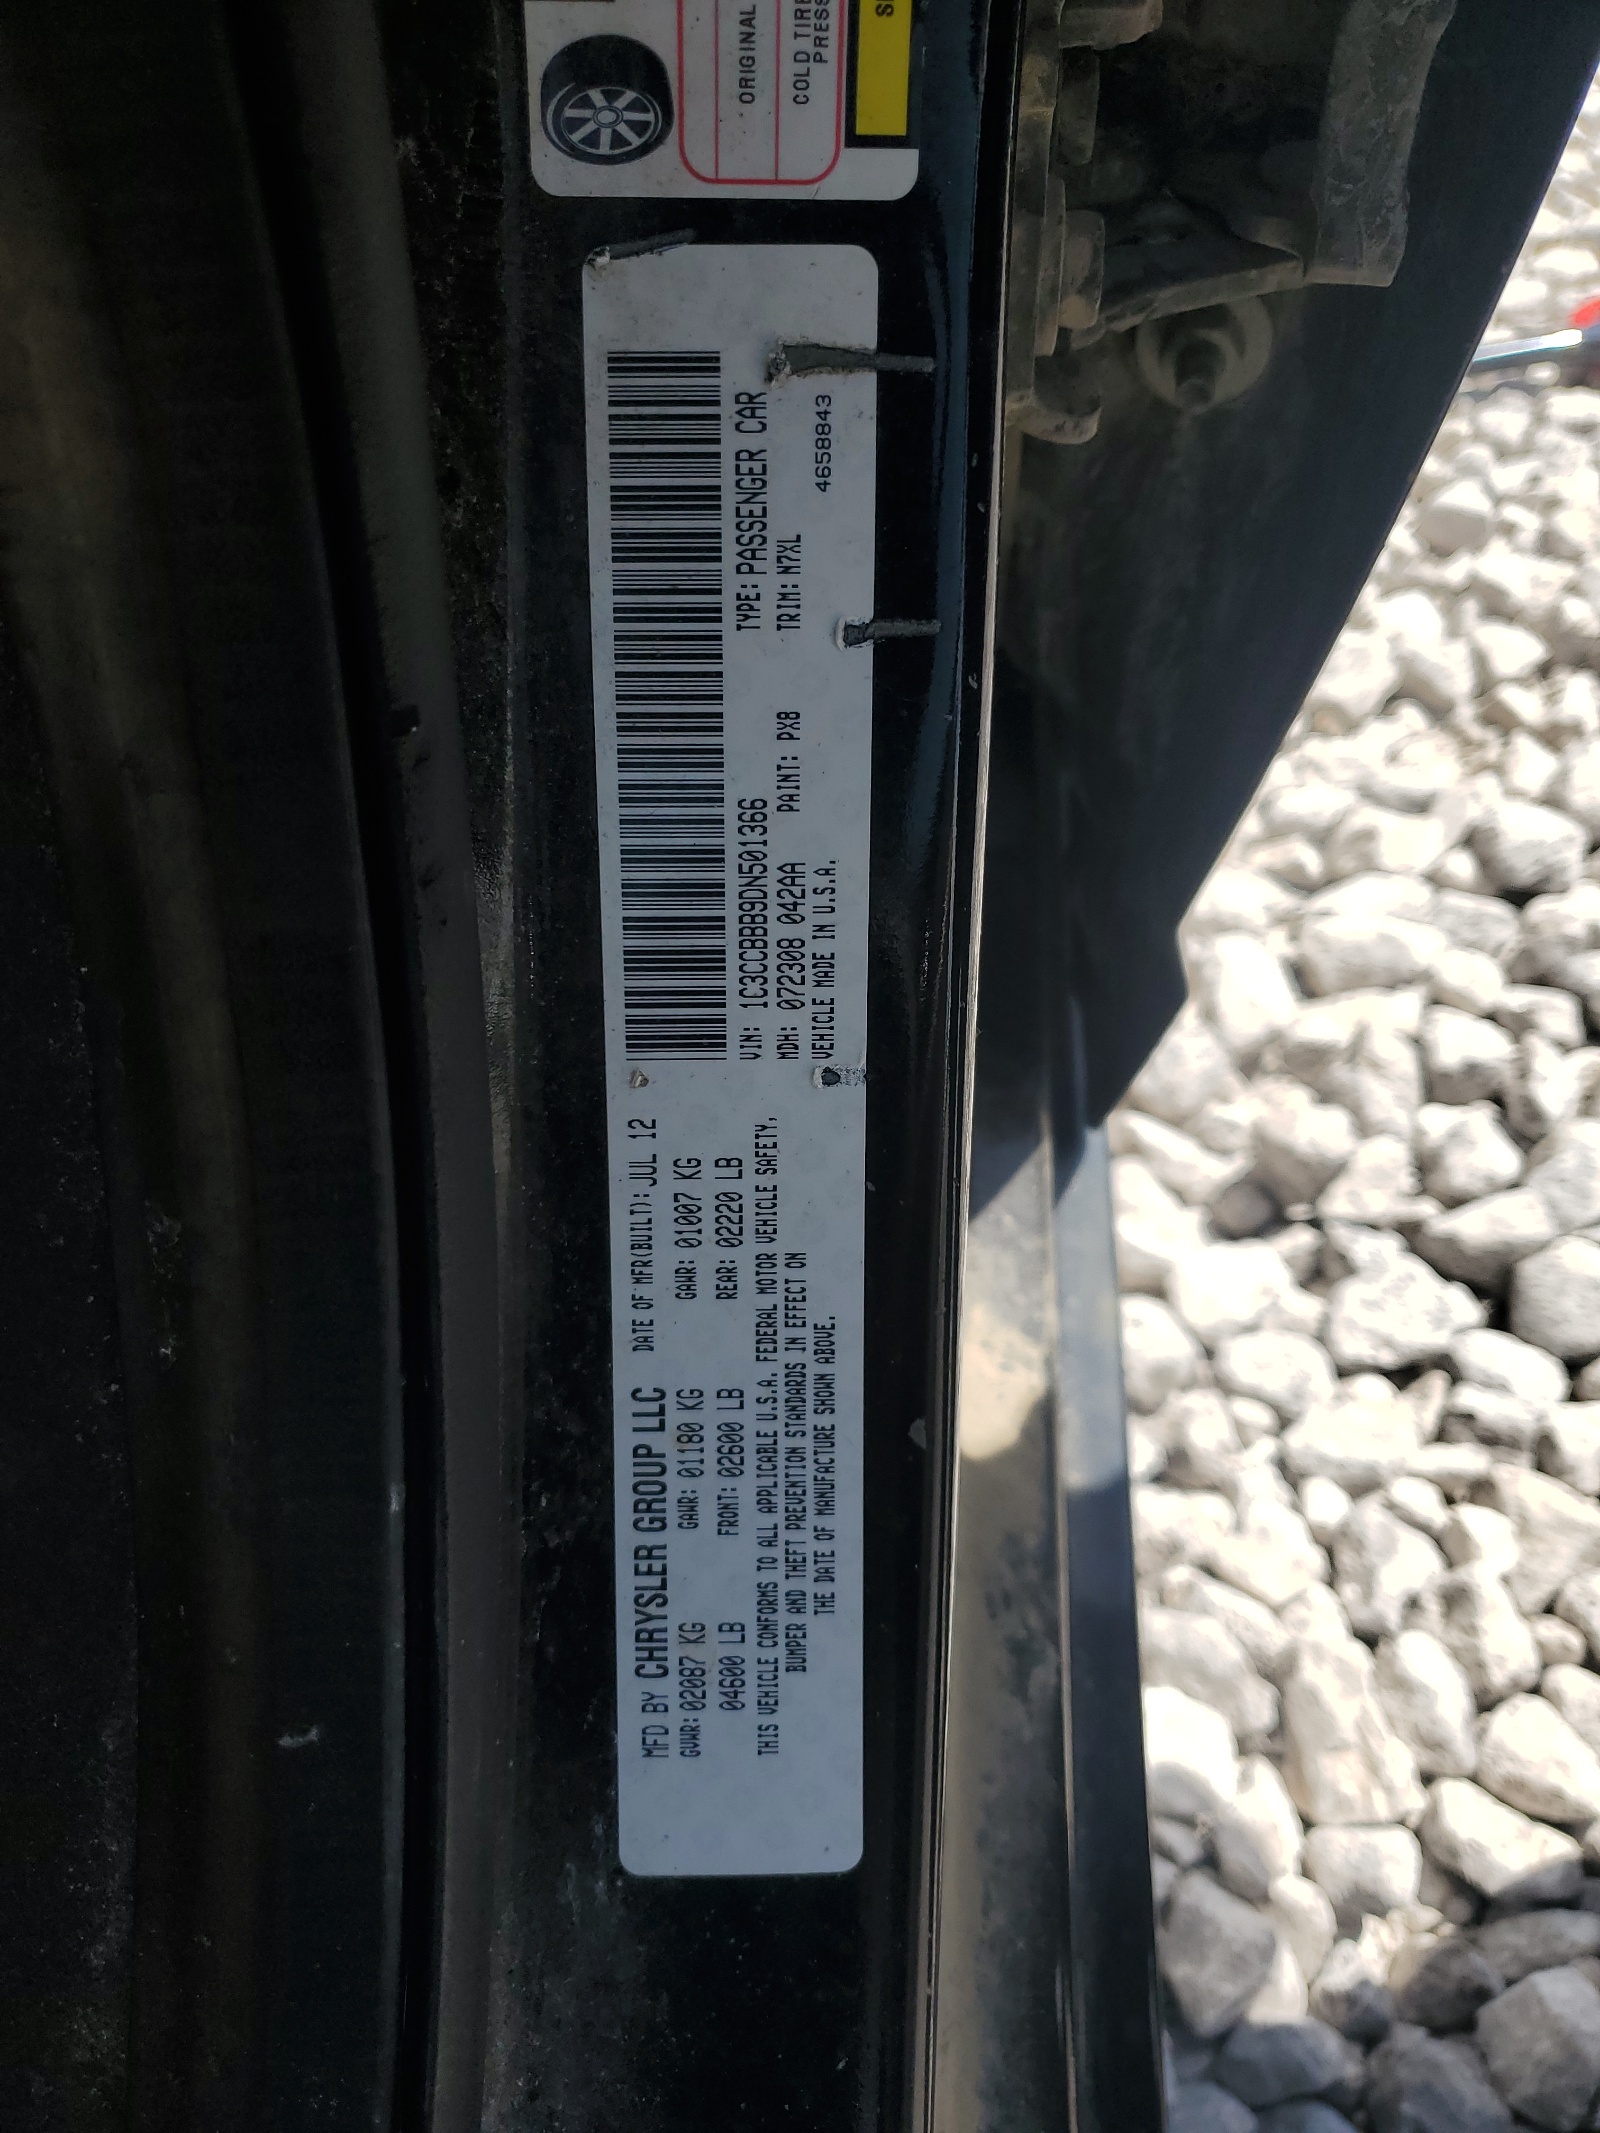 MFD BY CHRYSLER GROUP LLC DATE OF MFR(BUILT): JUL 12
GVWR: 02087 KG GAWR: 01180 KG GAWR: 01007 KG
04600 LB FRONT: 02600 LB REAR: 02220 LB
THIS VEHICLE CONFORMS TO ALL APPLICABLE U.S.A. FEDERAL MOTOR VEHICLE SAFETY,
BUMPER AND THEFT PREVENTION STANDARDS IN EFFECT ON
THE DATE OF MANUFACTURE SHOWN ABOVE.
VIN: 1C3CCBBB9DN501366 TYPE: PASSENGER CAR
MDH: 072308 042AA PAINT: PX8 TRIM: N7XL
VEHICLE MADE IN U.S.A. 4658843
ORIGINAL
COLD TIRE